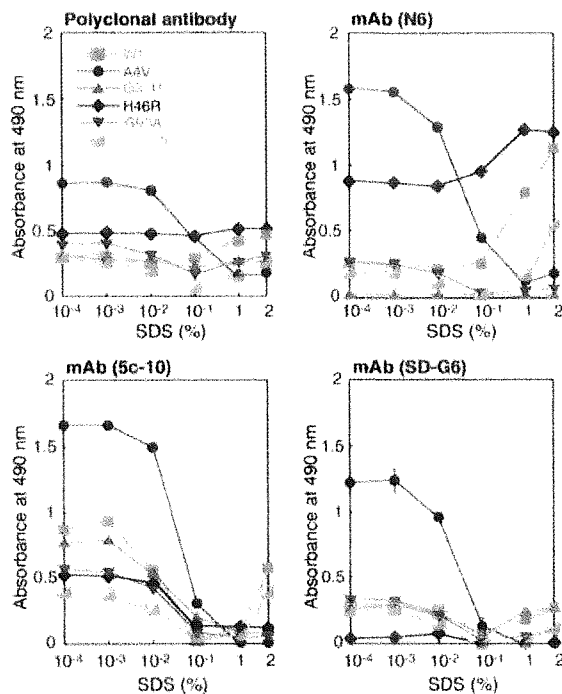 Polyclonal antibody
mAb (N6)
2
1.5
1
0.5
0
Absorbance at 490 nm
A4V
H46R
10-4 10-3 10-2 10-1 1 2
SDS (%)
2
1.5
1
0.5
0
Absorbance at 490 nm
10-4 10-3 10-2 10-1 1 2
SDS (%)
mAb (5c-10)
mAb (SD-G6)
2
1.5
1
0.5
0
Absorbance at 490 nm
10-4 10-3 10-2 10-1 1 2
SDS (%)
2
1.5
1
0.5
0
Absorbance at 490 nm
10-4 10-3 10-2 10-1 1 2
SDS (%)